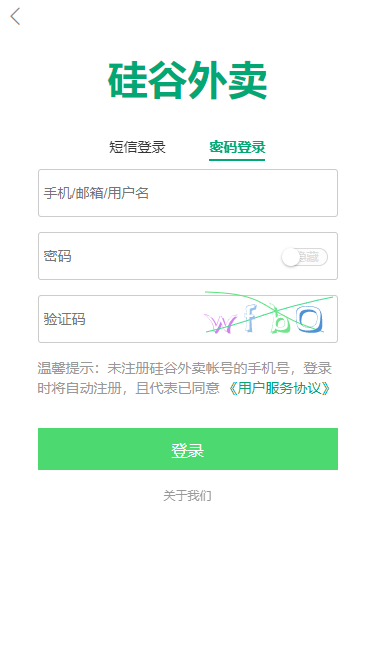 硅谷外卖
短信登录 密码登录
手机/邮箱/用户名
密码 隐藏
验证码 wfbO
温馨提示：未注册硅谷外卖帐号的手机号，登录
时将自动注册，且代表已同意《用户服务协议》
登录
关于我们